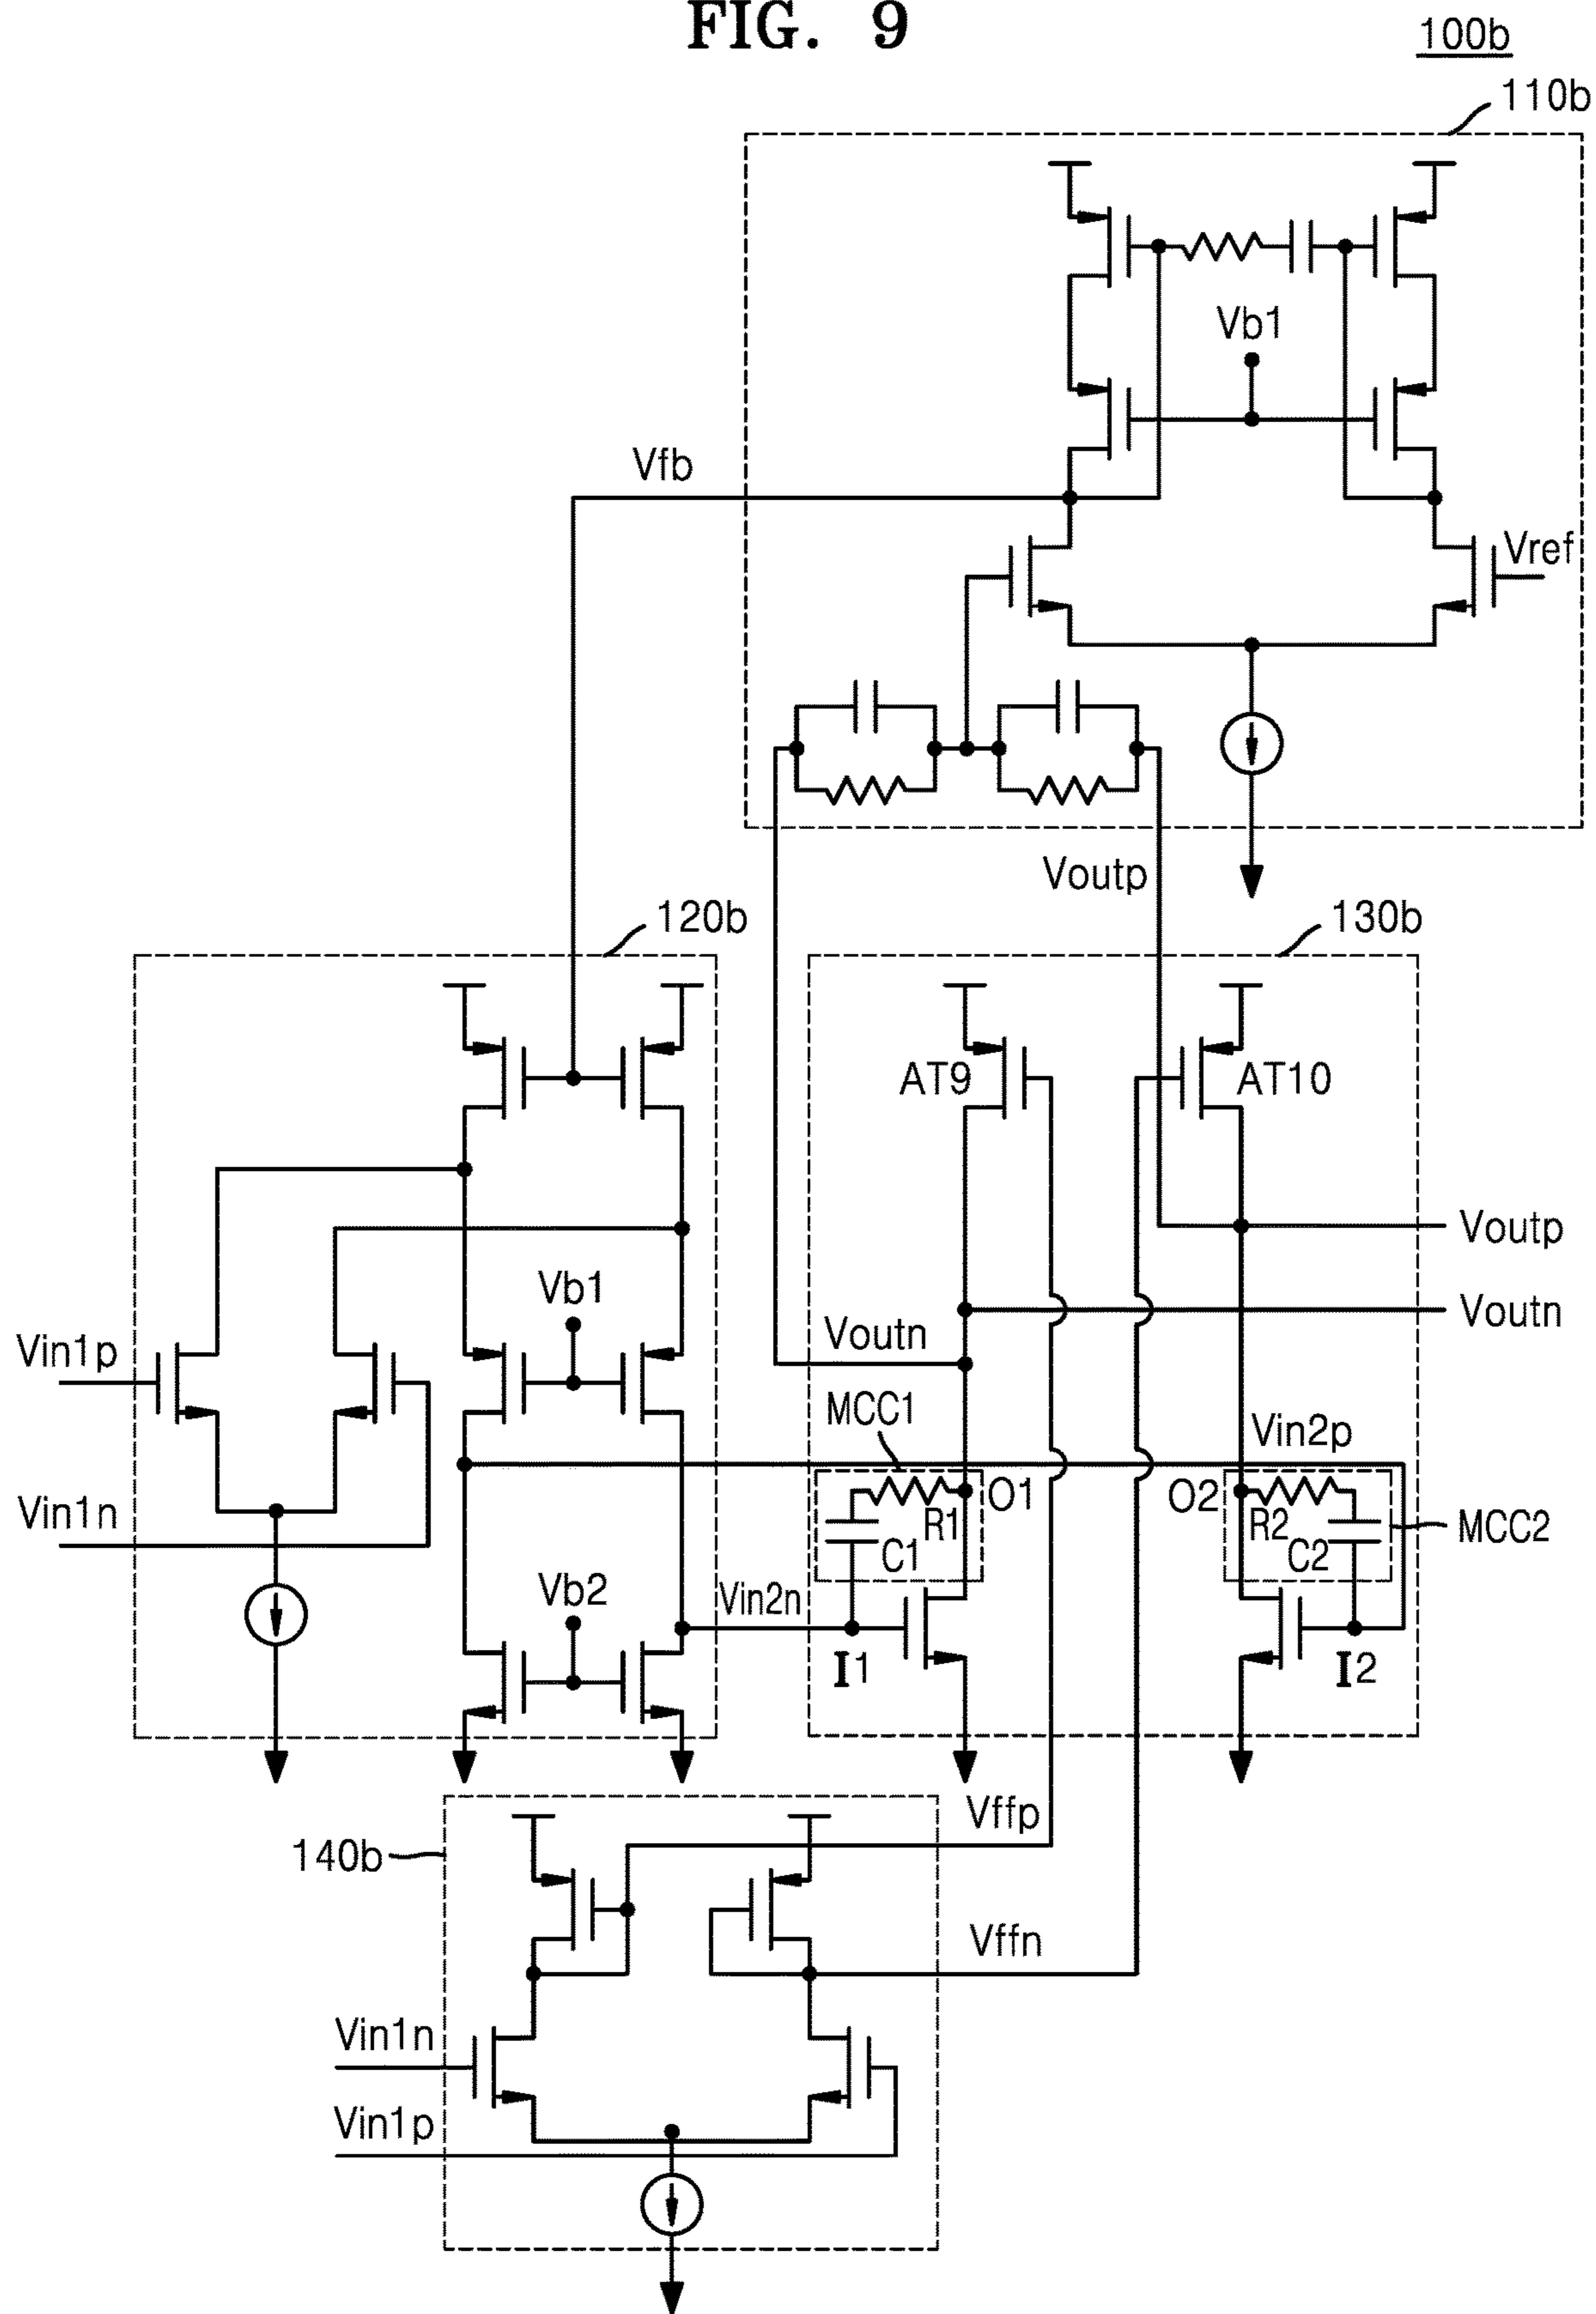 FIG. 9
100b
110b
Vb1
Vfb
Vref
Voutp
120b
130b
AT9
AT10
Voutp
Vb1
Voutn
Voutn
Vin1p
MCC1
Vin2p
Vin1n
O1
O2
R1
R2
MCC2
C1
C2
Vb2
Vin2n
I1
I2
Vffp
140b
Vffn
Vin1n
Vin1p